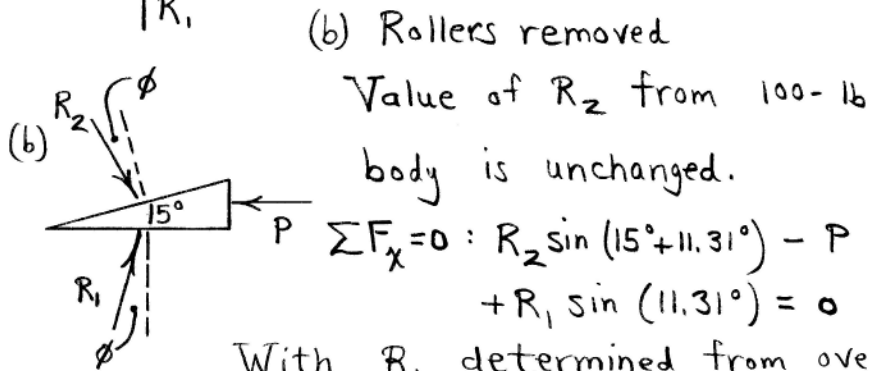 R₁
(b) Rollers removed
Value of R₂ from 100-lb
body is unchanged.
ΣFₓ=0 : R₂ sin (15°+11.31°) - P
+ R₁ sin (11.31°) = 0
With R. determined from ove
(b)
R₂
ϕ
15°
P
R₁
ϕ